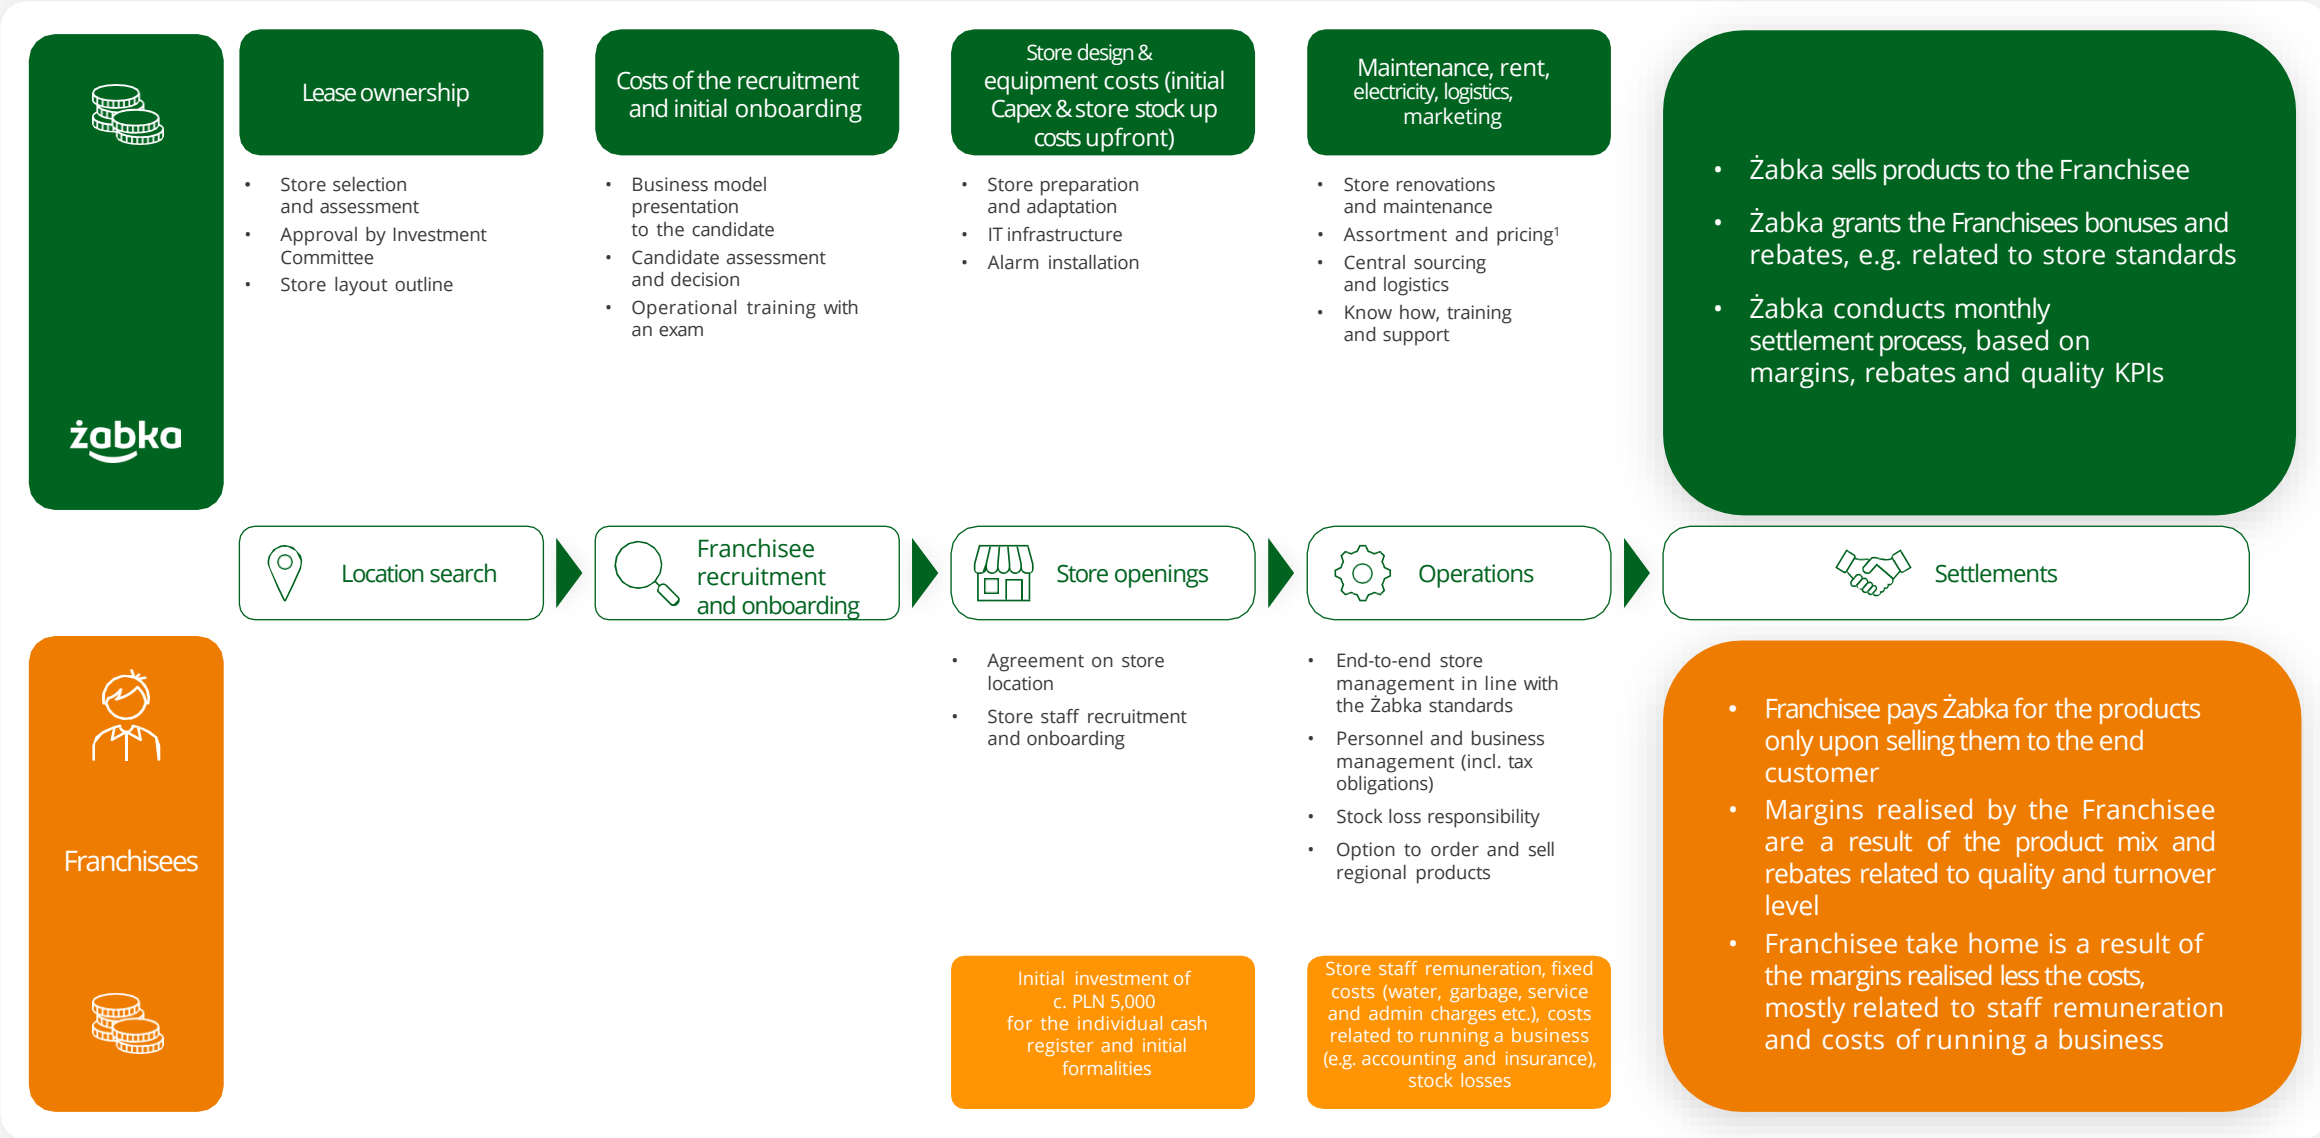 żabka
Lease ownership
• Store selection
and assessment
• Approval by Investment
Committee
• Store layout outline
Costs of the recruitment
and initial onboarding
• Business model
presentation
to the candidate
• Candidate assessment
and decision
• Operational training with
an exam
Store design &
equipment costs (initial
Capex & store stock up
costs upfront)
• Store preparation
and adaptation
• IT infrastructure
• Alarm installation
Maintenance, rent,
electricity, logistics,
marketing
• Store renovations
and maintenance
• Assortment and pricing¹
• Central sourcing
and logistics
• Know how, training
and support
• Żabka sells products to the Franchisee
• Żabka grants the Franchisees bonuses and
rebates, e.g. related to store standards
• Żabka conducts monthly
settlement process, based on
margins, rebates and quality KPIs
Location search
Franchisee
recruitment
and onboarding
Store openings
Operations
Settlements
Franchisees
• Agreement on store
location
• Store staff recruitment
and onboarding
Initial investment of
c. PLN 5,000
for the individual cash
register and initial
formalities
• End-to-end store
management in line with
the Żabka standards
• Personnel and business
management (incl. tax
obligations)
• Stock loss responsibility
• Option to order and sell
regional products
Store staff remuneration, fixed
costs (water, garbage, service
and admin charges etc.), costs
related to running a business
(e.g. accounting and insurance),
stock losses
• Franchisee pays Żabka for the products
only upon selling them to the end
customer
• Margins realised by the Franchisee
are a result of the product mix and
rebates related to quality and turnover
level
• Franchisee take home is a result of
the margins realised less the costs,
mostly related to staff remuneration
and costs of running a business